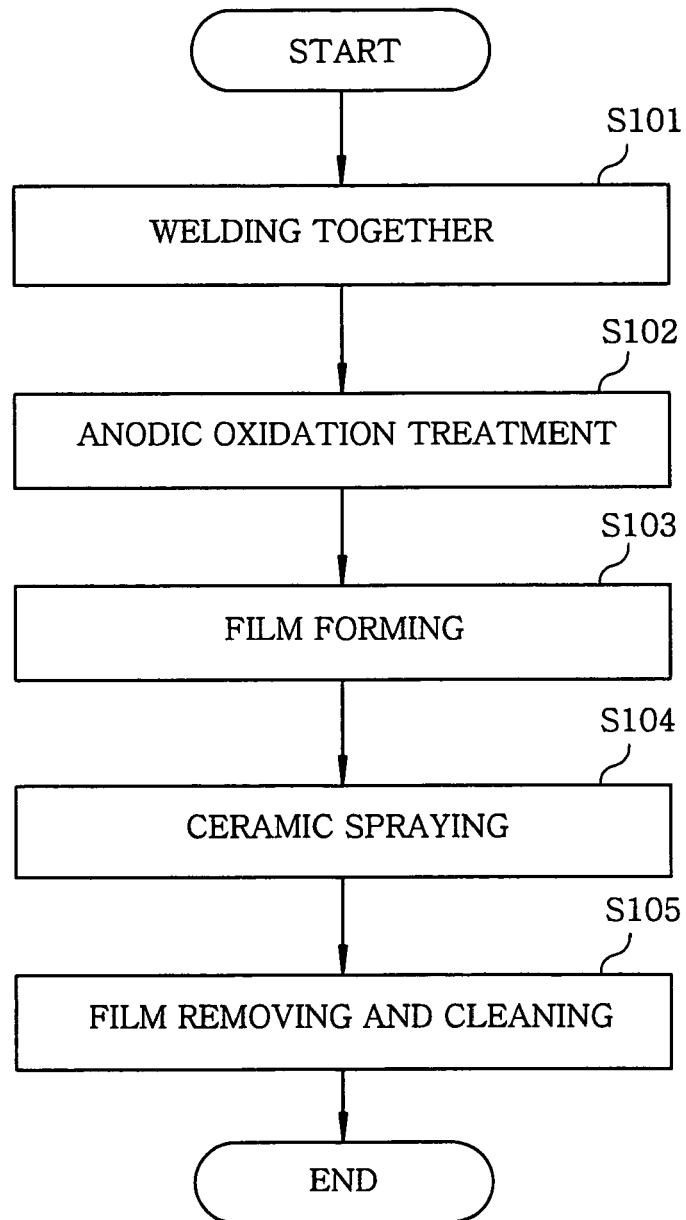 START
S101
WELDING TOGETHER
S102
ANODIC OXIDATION TREATMENT
S103
FILM FORMING
S104
CERAMIC SPRAYING
S105
FILM REMOVING AND CLEANING
END